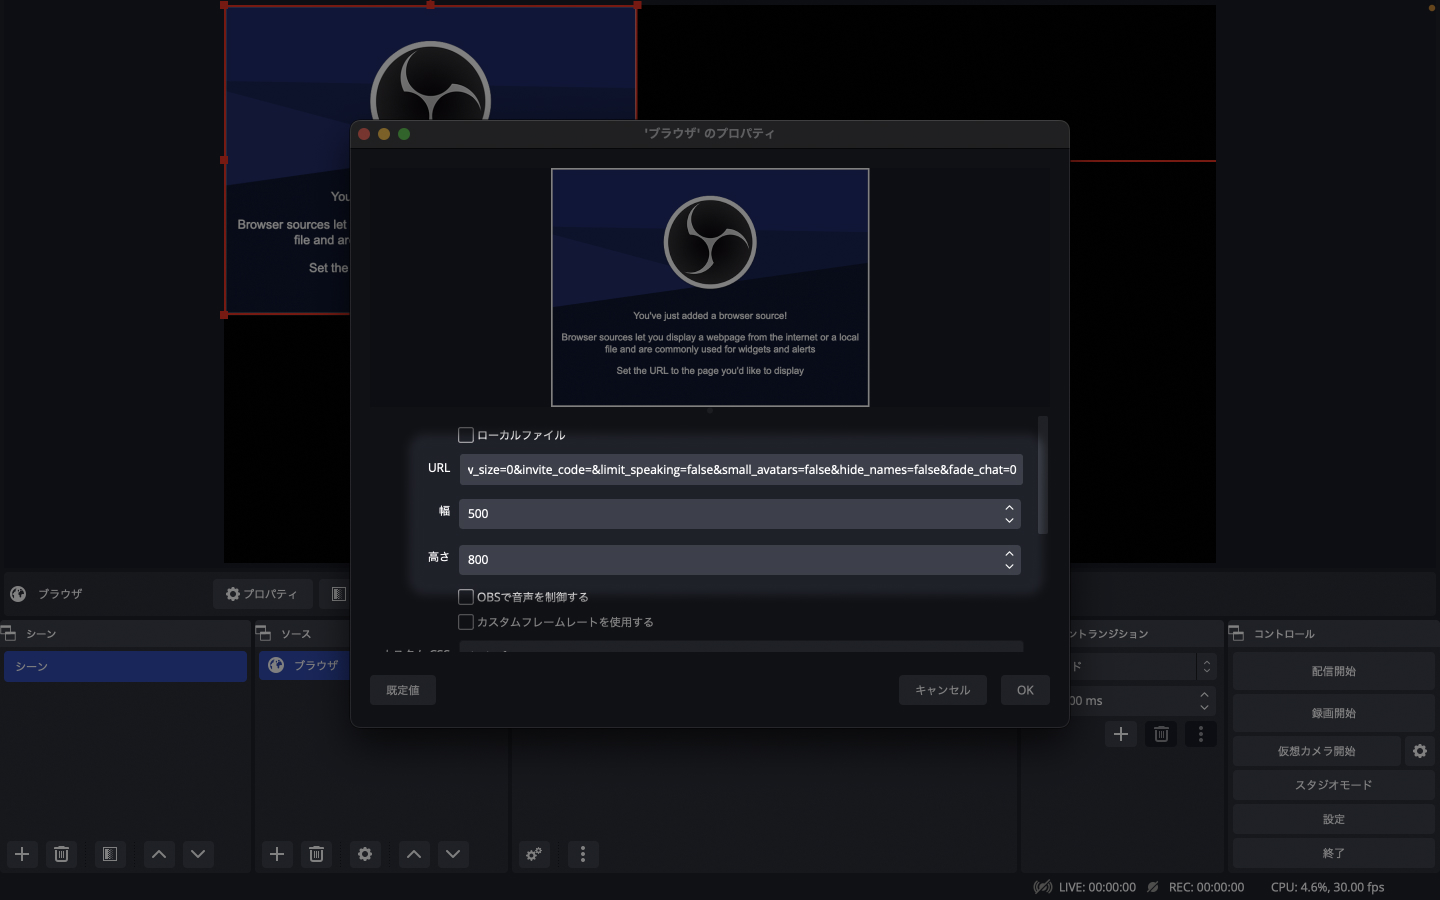 You
Browser sources let
file and are
Set the
'ブラウザ' のプロパティ
You've just added a browser source!
Browser sources let you display a webpage from the internet or a local
file and are commonly used for widgets and alerts
Set the URL to the page you'd like to display
ローカルファイル
URL
v_size=0&invite_code=&limit_speaking=false&small_avatars=false&hide_names=false&fade_chat=0
幅
500
高さ
800
OBSで音声を制御する
カスタムフレームレートを使用する
ブラウザ
プロパティ
シーン
シーン
ソース
ブラウザ
既定値
キャンセル
OK
ントランジション
ド
00 ms
コントロール
配信開始
録画開始
仮想カメラ開始
スタジオモード
設定
終了
LIVE: 00:00:00
REC: 00:00:00
CPU: 4.6%, 30.00 fps